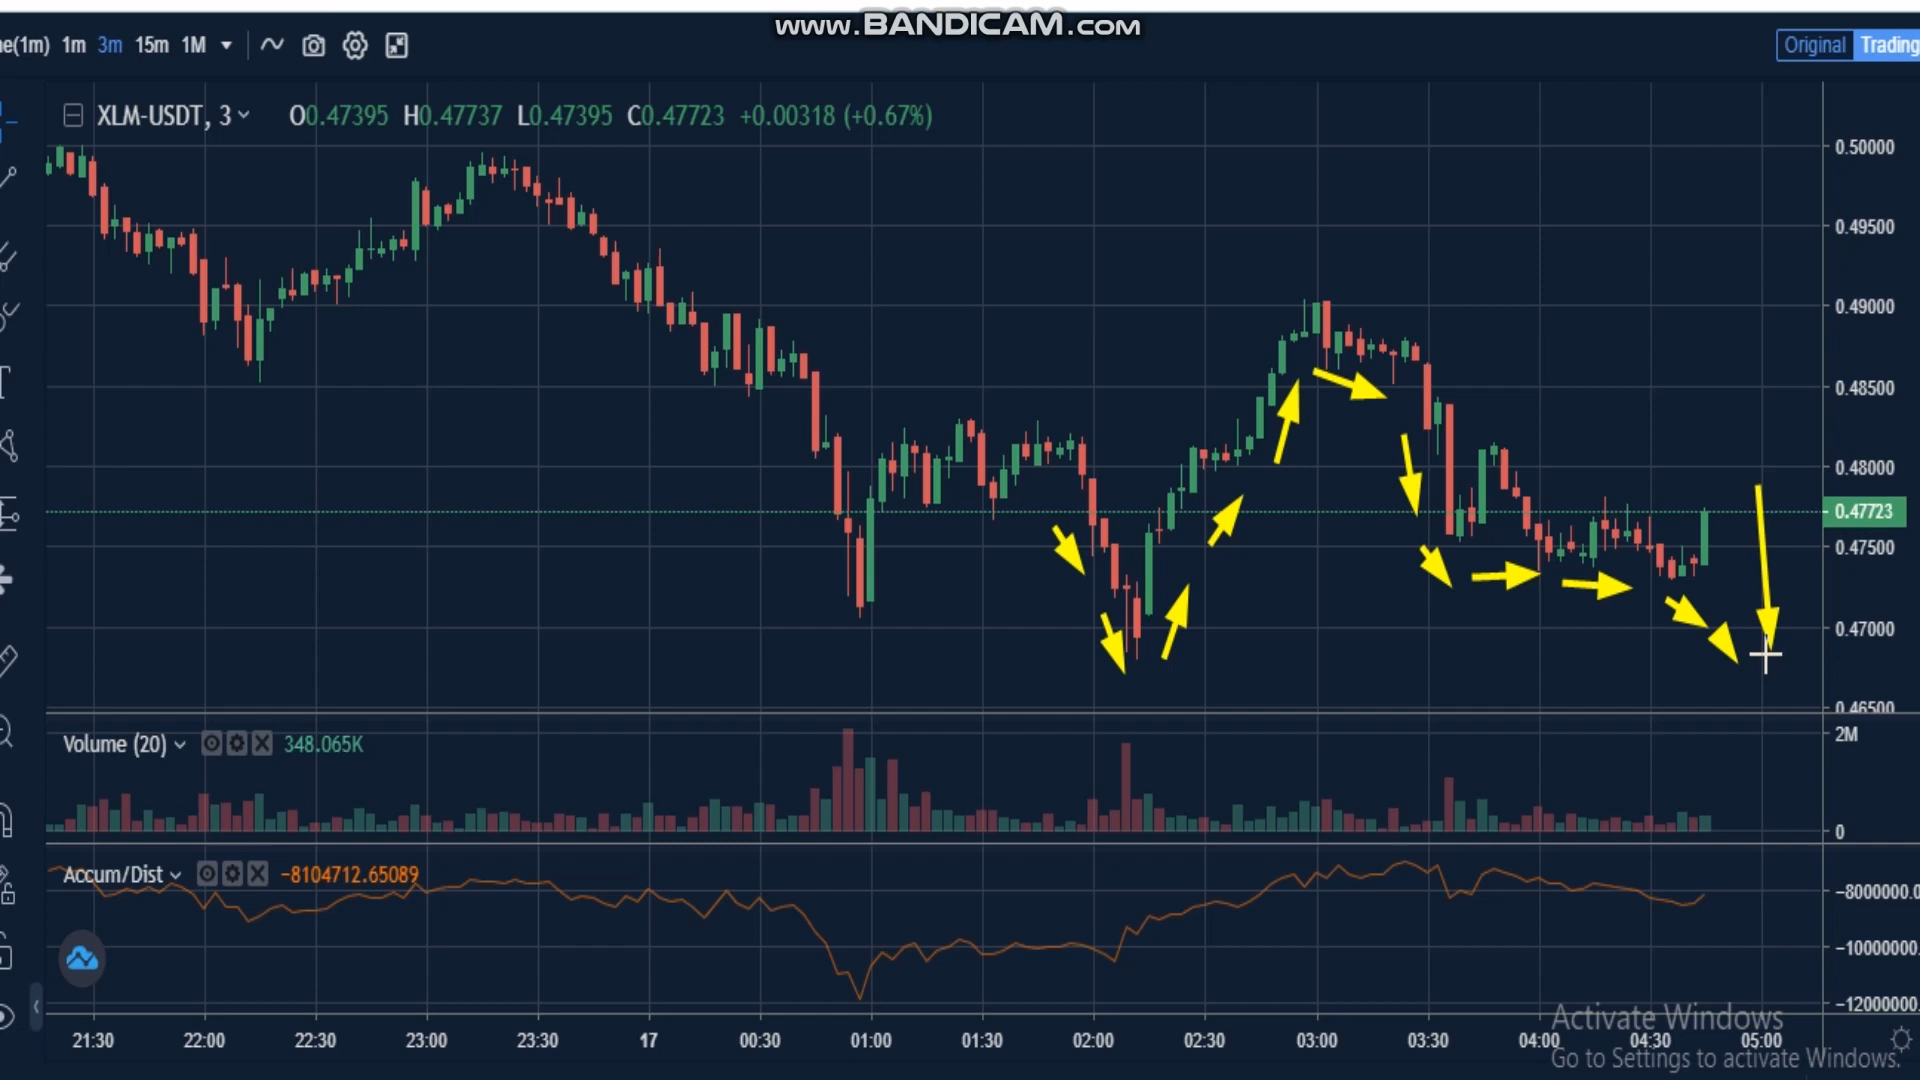 www.BANDICAM.com
e(1m) 1m 3m 15m 1M
Original Trading
XLM-USDT, 3 O0.47395 H0.47737 L0.47395 C0.47723 +0.00318 (+0.67%)
0.50000
0.49500
0.49000
0.48500
0.48000
0.47723
0.47500
0.47000
0.46500
Volume (20) 348.065K
2M
0
Accum/Dist -8104712.65089
-8000000.0
-10000000.
-12000000.
21:30 22:00 22:30 23:00 23:30 17 00:30 01:00 01:30 02:00 02:30 03:00 03:30 04:00 04:30 05:00
Activate Windows
Go to Settings to activate Windows.